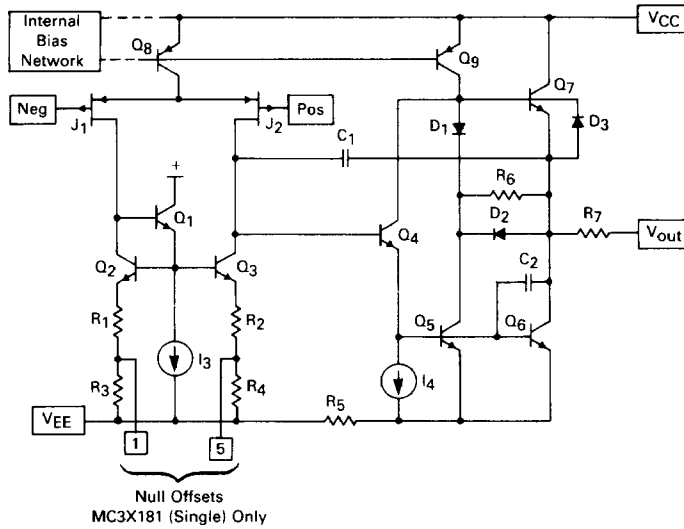 Internal
Bias
Network
VCC
Q8
Q9
Q7
Neg
J1
J2
Pos
D1
D3
C1
+
R6
Q1
D2
R7
Vout
Q4
Q2
Q3
C2
Q5
Q6
R1
R2
I3
I4
R3
R4
R5
VEE
1
5
Null Offsets
MC3X181 (Single) Only